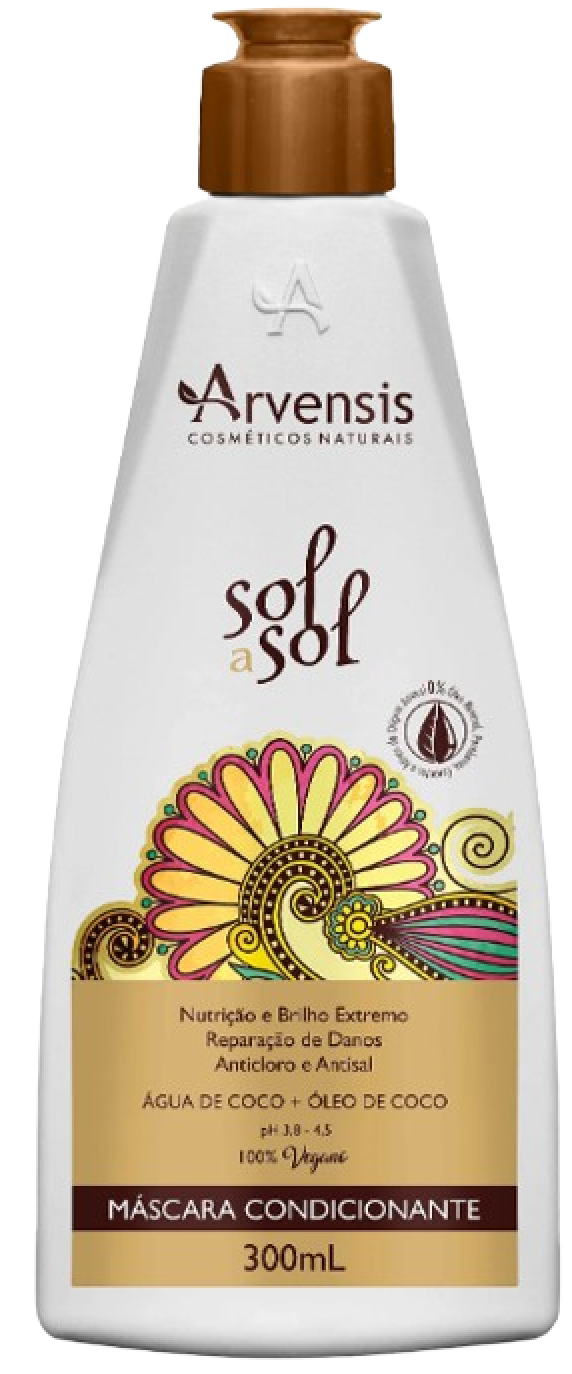 Arvensis
COSMÉTICOS NATURAIS
sol
a sol
Nutrição e Brilho Extremo
Reparação de Danos
Anticloro e Antisal
ÁGUA DE COCO + ÓLEO DE COCO
pH 3,8 - 4,5
100% Vegano
MÁSCARA CONDICIONANTE
300mL